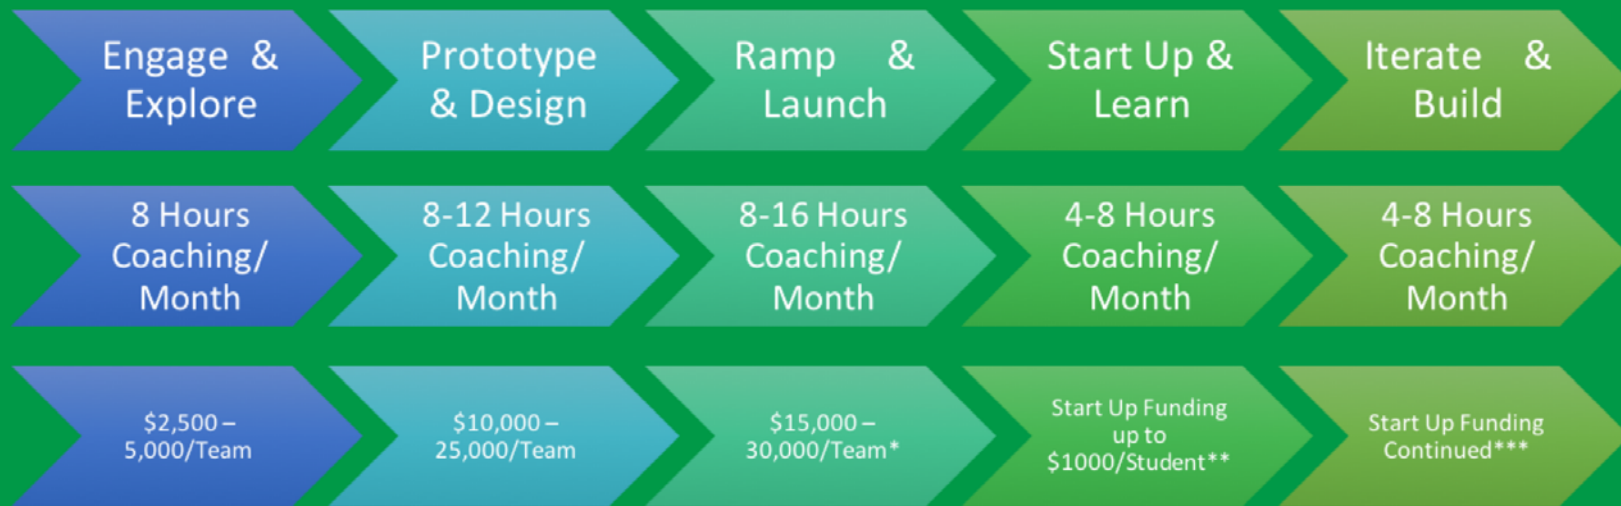 Engage &
Explore
Prototype
& Design
Ramp &
Launch
Start Up &
Learn
Iterate &
Build
8 Hours
Coaching/
Month
8-12 Hours
Coaching/
Month
8-16 Hours
Coaching/
Month
4-8 Hours
Coaching/
Month
4-8 Hours
Coaching/
Month
$2,500 –
5,000/Team
$10,000 –
25,000/Team
$15,000 –
30,000/Team*
Start Up Funding
up to
$1000/Student**
Start Up Funding
Continued***